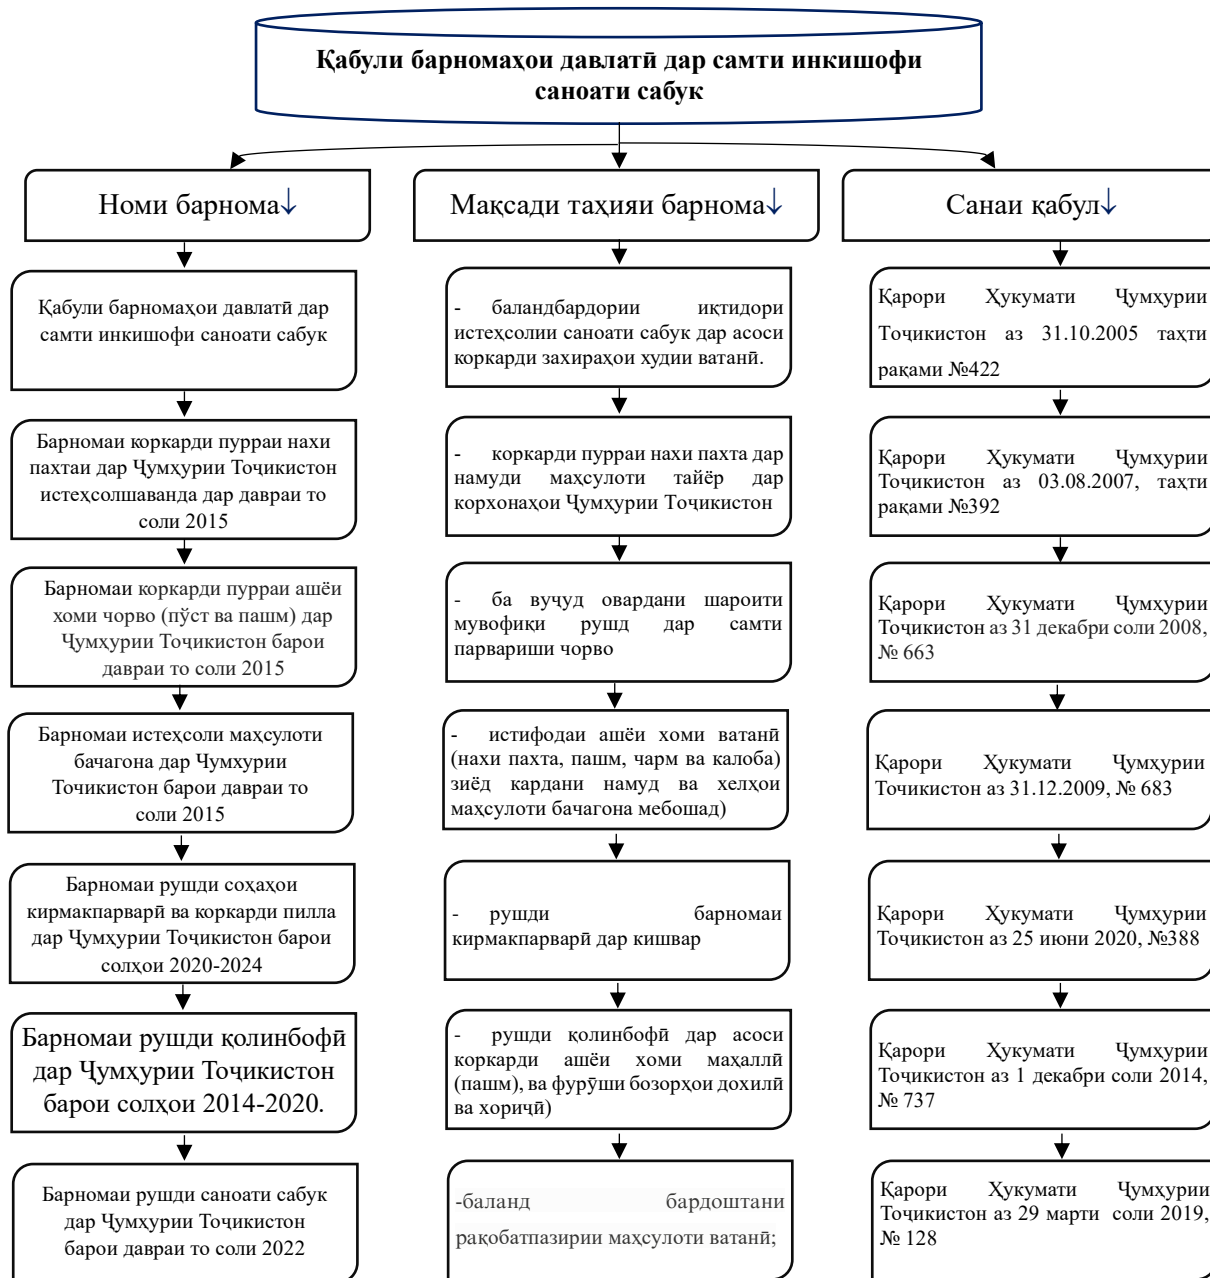 Қабули барномаҳои давлатӣ дар самти инкишофи
саноати сабук
Номи барнома↓
Қабули барномаҳои давлатӣ дар
самти инкишофи саноати сабук
Барномаи коркарди пурраи нахи
пахтаи дар Ҷумҳурии Тоҷикистон
истеҳсолшаванда дар давраи то
соли 2015
Барномаи коркарди пурраи ашёи
хоми чорво (пӯст ва пашм) дар
Ҷумҳурии Тоҷикистон барои
давраи то соли 2015
Барномаи истеҳсоли маҳсулоти
бачагона дар Ҷумҳурии
Тоҷикистон барои давраи то
соли 2015
Барномаи рушди соҳаҳои
кирмакпарварӣ ва коркарди пилла
дар Ҷумҳурии Тоҷикистон барои
солҳои 2020-2024
Барномаи рушди қолинбофӣ
дар Ҷумҳурии Тоҷикистон
барои солҳои 2014-2020.
Барномаи рушди саноати сабук
дар Ҷумҳурии Тоҷикистон
барои давраи то соли 2022
Мақсади таҳияи барнома↓
- баландбардории иқтидори
истеҳсолии саноати сабук дар асоси
коркарди захираҳои худии ватанӣ.
- коркарди пурраи нахи пахта дар
намуди маҳсулоти тайёр дар
корхонаҳои Ҷумҳурии Тоҷикистон
- ба вуҷуд овардани шароити
мувофиқи рушд дар самти
парвариши чорво
- истифодаи ашёи хоми ватанӣ
(нахи пахта, пашм, чарм ва калоба)
зиёд кардани намуд ва хелҳои
маҳсулоти бачагона мебошад)
- рушди барномаи
кирмакпарварӣ дар кишвар
- рушди қолинбофӣ дар асоси
коркарди ашёи хоми маҳаллӣ
(пашм), ва фурӯши бозорҳои дохилӣ
ва хориҷӣ)
-баланд бардоштани
рақобатпазирии маҳсулоти ватанӣ;
Санаи қабул↓
Қарори Ҳукумати Ҷумҳурии
Тоҷикистон аз 31.10.2005 таҳти
рақами №422
Қарори Ҳукумати Ҷумҳурии
Тоҷикистон аз 03.08.2007, таҳти
рақами №392
Қарори Ҳукумати Ҷумҳурии
Тоҷикистон аз 31 декабри соли 2008,
№ 663
Қарори Ҳукумати Ҷумҳурии
Тоҷикистон аз 31.12.2009, № 683
Қарори Ҳукумати Ҷумҳурии
Тоҷикистон аз 25 июни 2020, №388
Қарори Ҳукумати Ҷумҳурии
Тоҷикистон аз 1 декабри соли 2014,
№ 737
Қарори Ҳукумати Ҷумҳурии
Тоҷикистон аз 29 марти соли 2019,
№ 128